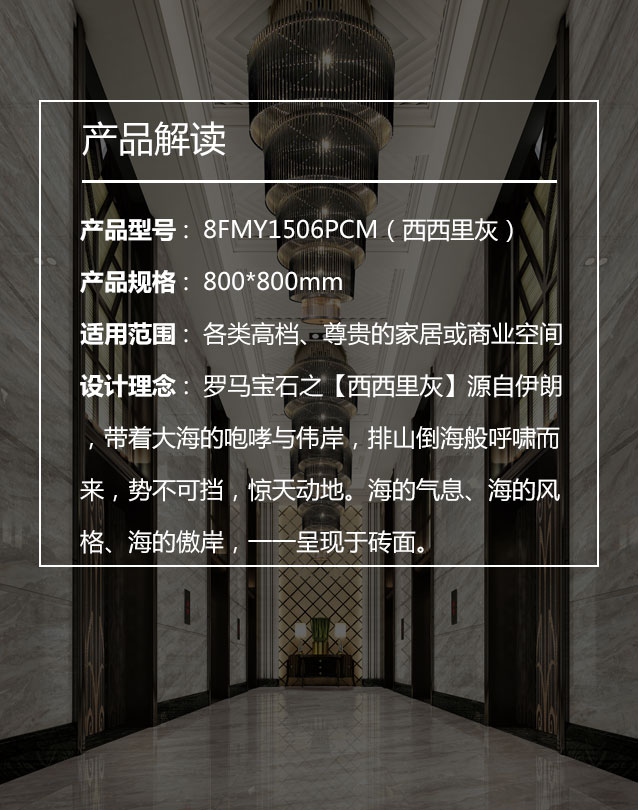 产品解读
产品型号： 8FMY1506PCM（西西里灰）
产品规格： 800*800mm
适用范围： 各类高档、尊贵的家居或商业空间
设计理念： 罗马宝石之【西西里灰】源自伊朗
，带着大海的咆哮与伟岸，排山倒海般呼啸而
来，势不可挡，惊天动地。海的气息、海的风
格、海的傲岸，一一呈现于砖面。